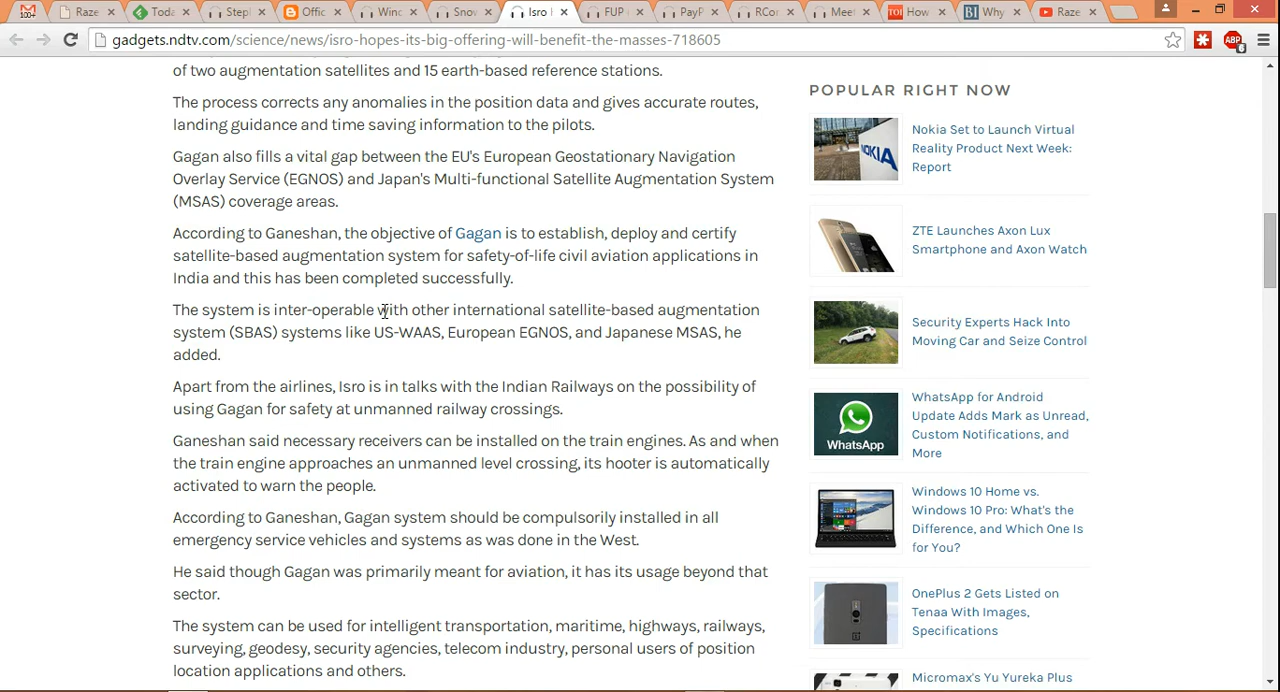 100+
Raze
Toda
Stepl
Offic
Winc
Snov
Isro
FUP
PayP
RCor
Meet
TOI
How
BI
Why
Raze
gadgets.ndtv.com/science/news/isro-hopes-its-big-offering-will-benefit-the-masses-718605
ABP
6
of two augmentation satellites and 15 earth-based reference stations.
The process corrects any anomalies in the position data and gives accurate routes,
landing guidance and time saving information to the pilots.
Gagan also fills a vital gap between the EU's European Geostationary Navigation
Overlay Service (EGNOS) and Japan's Multi-functional Satellite Augmentation System
(MSAS) coverage areas.
According to Ganeshan, the objective of Gagan is to establish, deploy and certify
satellite-based augmentation system for safety-of-life civil aviation applications in
India and this has been completed successfully.
The system is inter-operable with other international satellite-based augmentation
system (SBAS) systems like US-WAAS, European EGNOS, and Japanese MSAS, he
added.
Apart from the airlines, Isro is in talks with the Indian Railways on the possibility of
using Gagan for safety at unmanned railway crossings.
Ganeshan said necessary receivers can be installed on the train engines. As and when
the train engine approaches an unmanned level crossing, its hooter is automatically
activated to warn the people.
According to Ganeshan, Gagan system should be compulsorily installed in all
emergency service vehicles and systems as was done in the West.
He said though Gagan was primarily meant for aviation, it has its usage beyond that
sector.
The system can be used for intelligent transportation, maritime, highways, railways,
surveying, geodesy, security agencies, telecom industry, personal users of position
location applications and others.
POPULAR RIGHT NOW
NOKIA
Nokia Set to Launch Virtual
Reality Product Next Week:
Report
ZTE Launches Axon Lux
Smartphone and Axon Watch
Security Experts Hack Into
Moving Car and Seize Control
WhatsApp
WhatsApp for Android
Update Adds Mark as Unread,
Custom Notifications, and
More
Windows 10 Home vs.
Windows 10 Pro: What's the
Difference, and Which One Is
for You?
OnePlus 2 Gets Listed on
Tenaa With Images,
Specifications
Micromax's Yu Yureka Plus